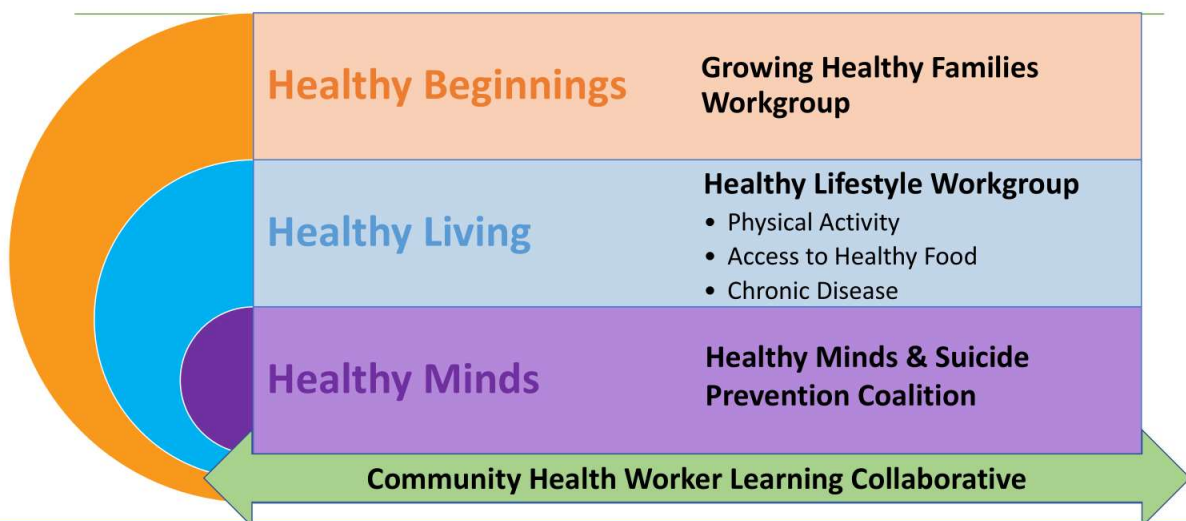 Healthy Beginnings
Growing Healthy Families
Workgroup
Healthy Living
Healthy Lifestyle Workgroup
• Physical Activity
• Access to Healthy Food
• Chronic Disease
Healthy Minds
Healthy Minds & Suicide
Prevention Coalition
Community Health Worker Learning Collaborative